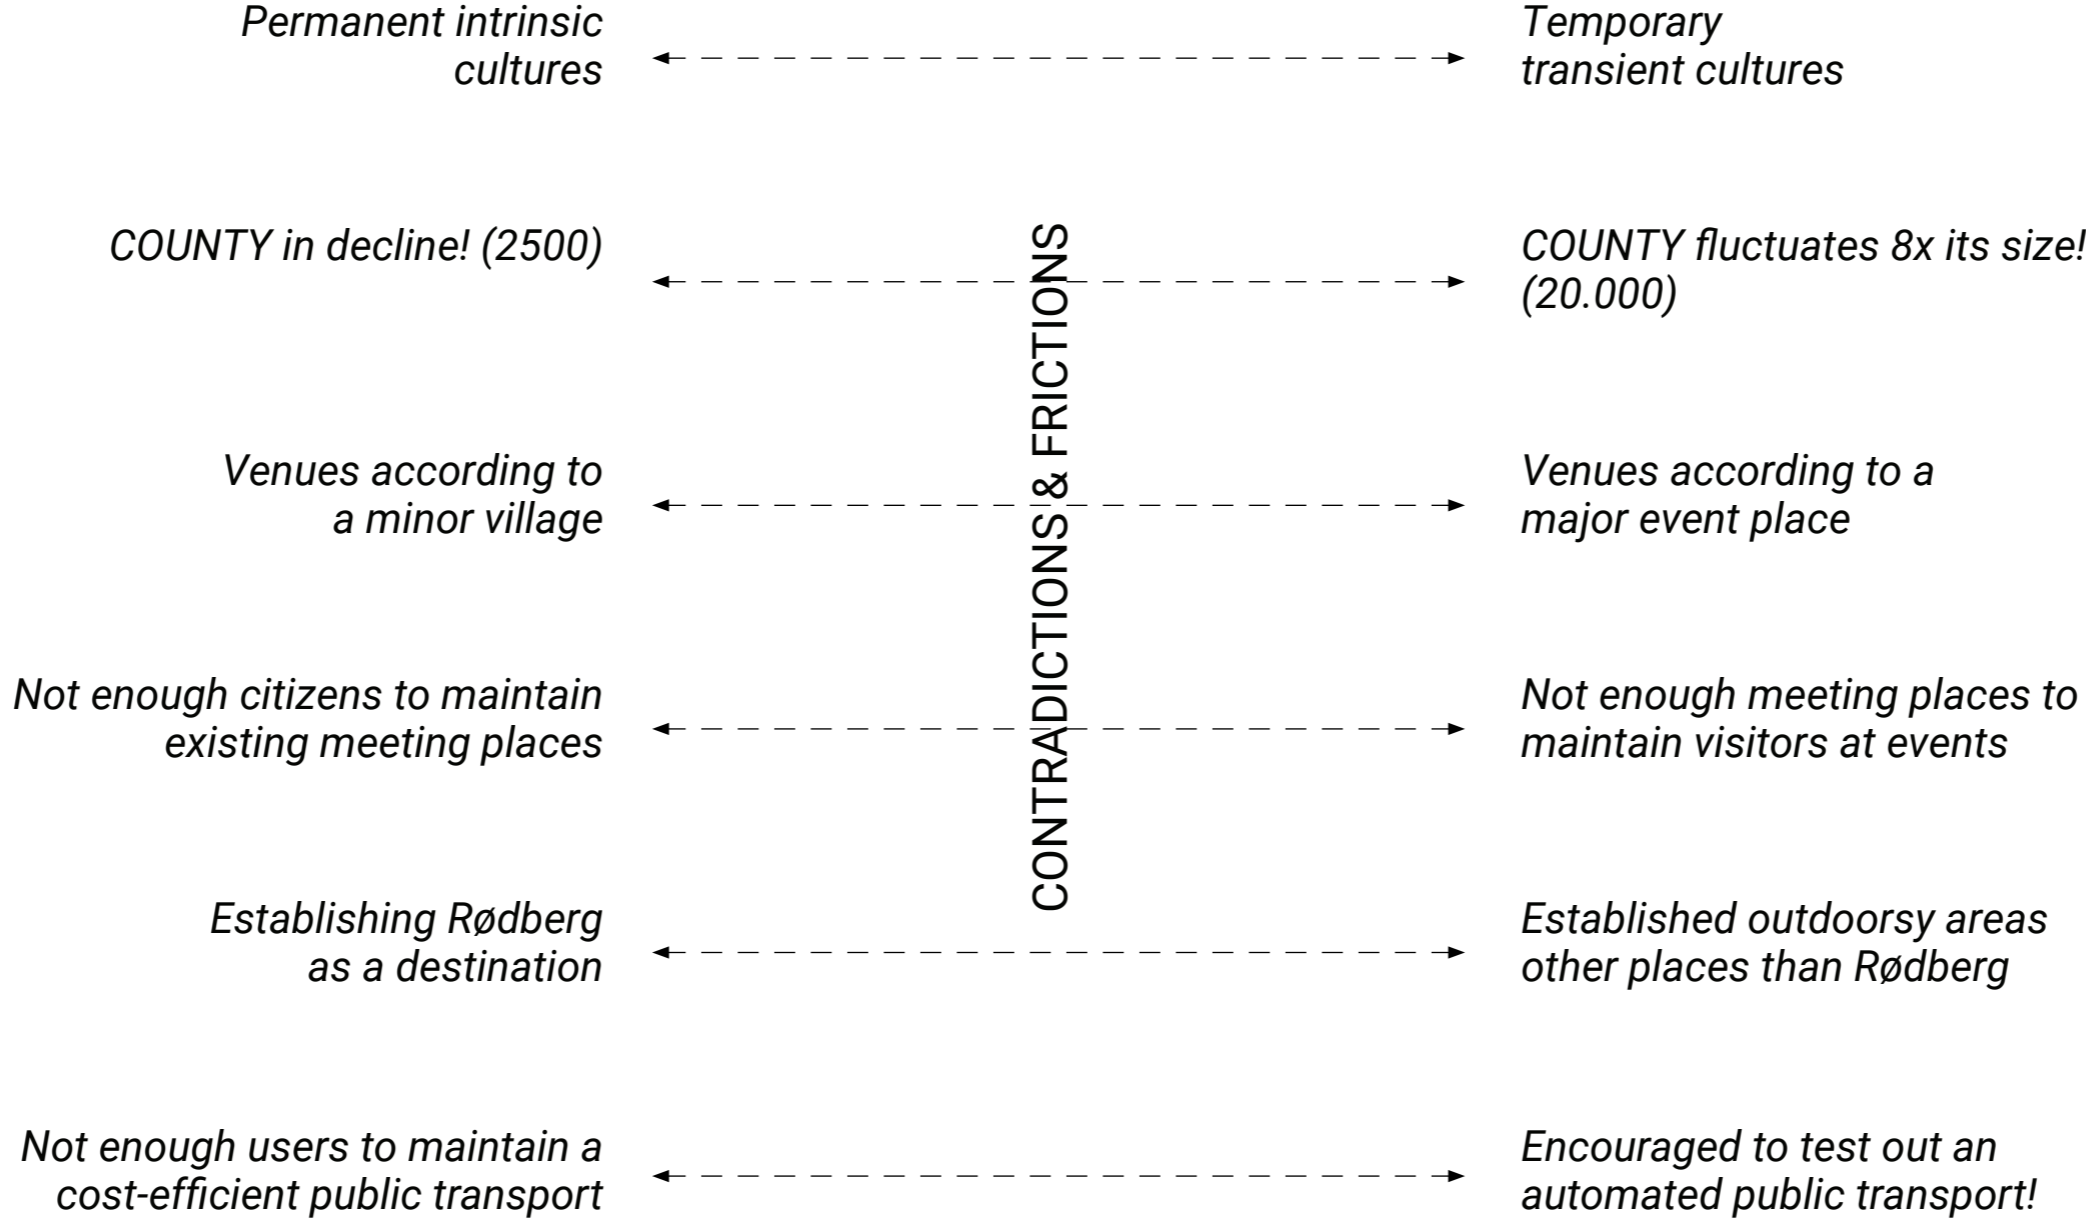 Permanent intrinsic
cultures
Temporary
transient cultures
COUNTY in decline! (2500)
COUNTY fluctuates 8x its size!
(20.000)
CONTRADICTIONS & FRICTIONS
Venues according to
a minor village
Venues according to a
major event place
Not enough citizens to maintain
existing meeting places
Not enough meeting places to
maintain visitors at events
Establishing Rødberg
as a destination
Established outdoorsy areas
other places than Rødberg
Not enough users to maintain a
cost-efficient public transport
Encouraged to test out an
automated public transport!